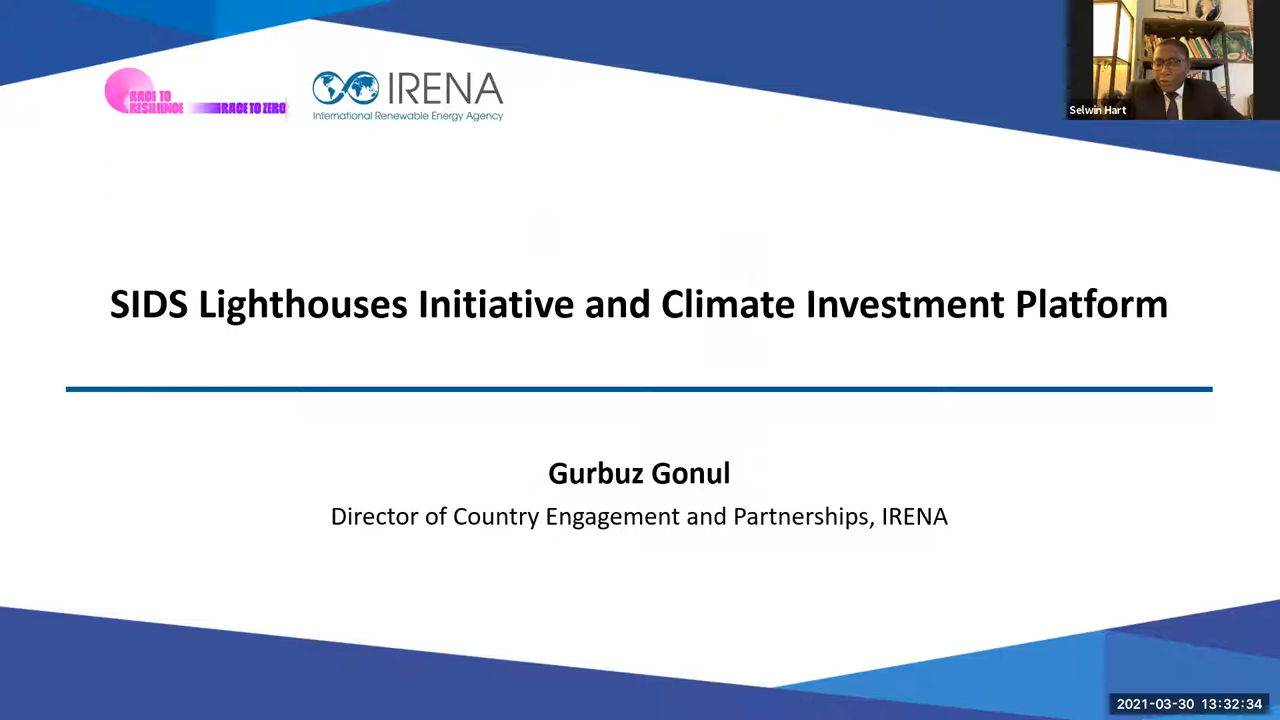 RACE TO
RESILIENCE
RACE TO ZERO
IRENA
International Renewable Energy Agency
Selwin Hart
SIDS Lighthouses Initiative and Climate Investment Platform
Gurbuz Gonul
Director of Country Engagement and Partnerships, IRENA
2021-03-30 13:32:34